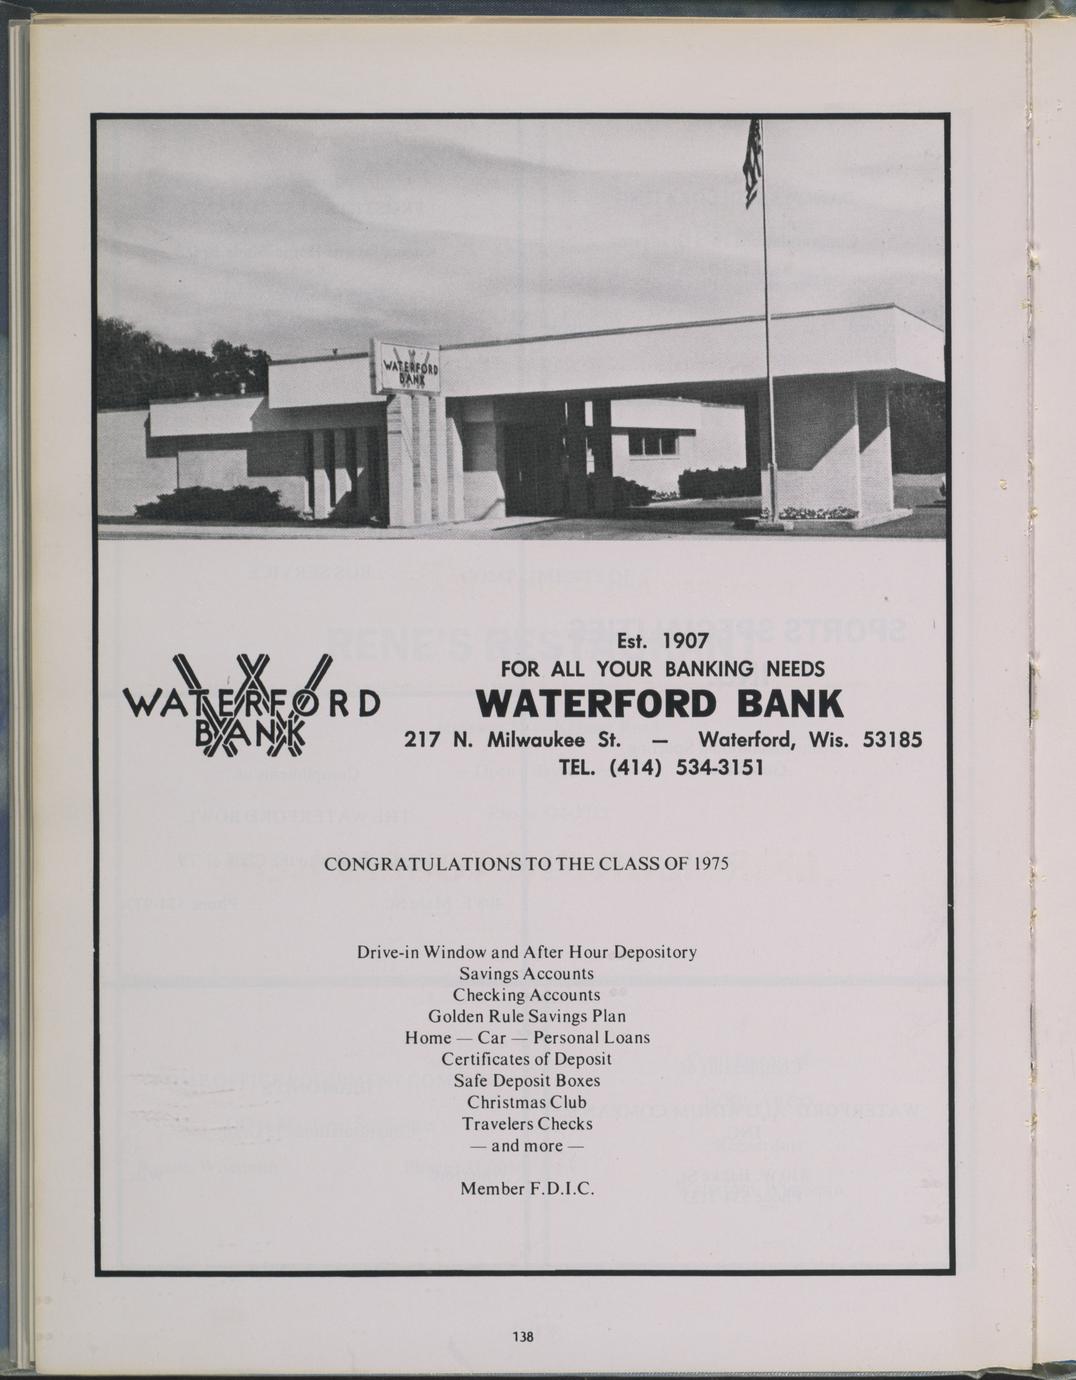 WATERFORD
BANK
WATERFORD
BANK
Est. 1907
FOR ALL YOUR BANKING NEEDS
WATERFORD BANK
217 N. Milwaukee St. — Waterford, Wis. 53185
TEL. (414) 534-3151
CONGRATULATIONS TO THE CLASS OF 1975
Drive-in Window and After Hour Depository
Savings Accounts
Checking Accounts
Golden Rule Savings Plan
Home — Car — Personal Loans
Certificates of Deposit
Safe Deposit Boxes
Christmas Club
Travelers Checks
— and more —
Member F.D.I.C.
138